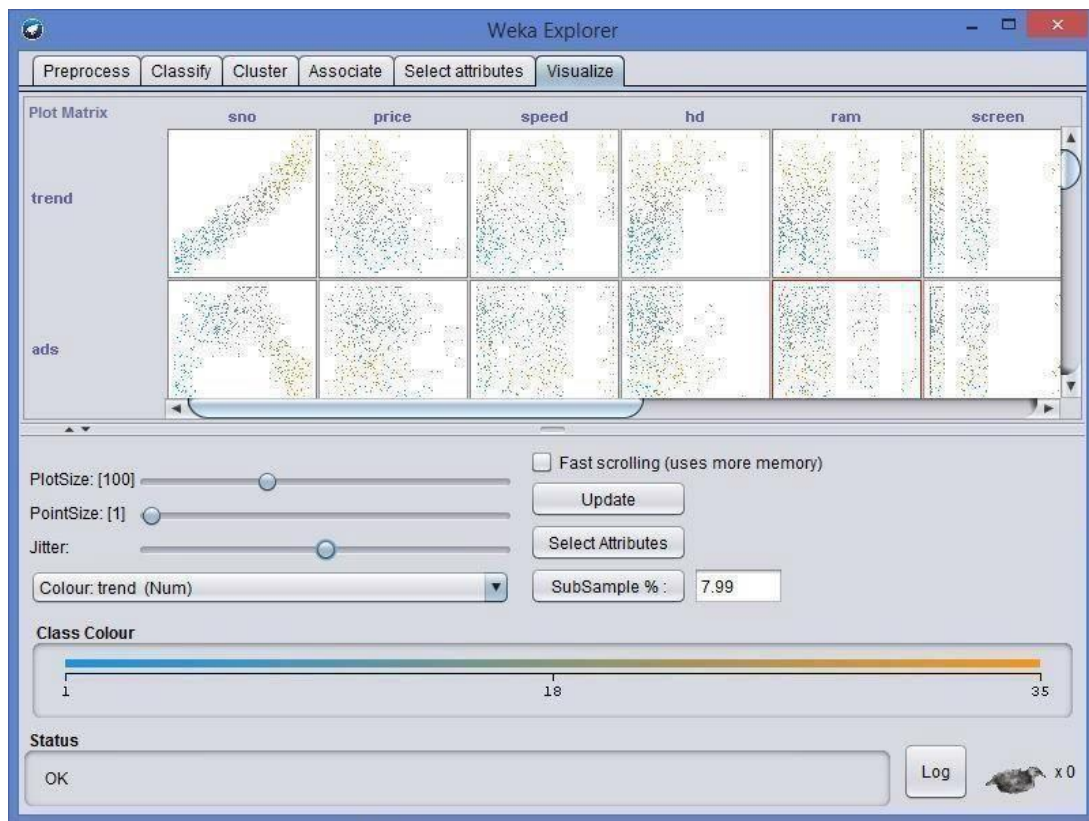 Weka Explorer
Preprocess Classify Cluster Associate Select attributes Visualize
Plot Matrix sno price speed hd ram screen
trend
ads
PlotSize: [100]
PointSize: [1]
Jitter:
Fast scrolling (uses more memory)
Update
Select Attributes
Colour: trend (Num)
SubSample % : 7.99
Class Colour
1 18 35
Status
OK
Log
x 0